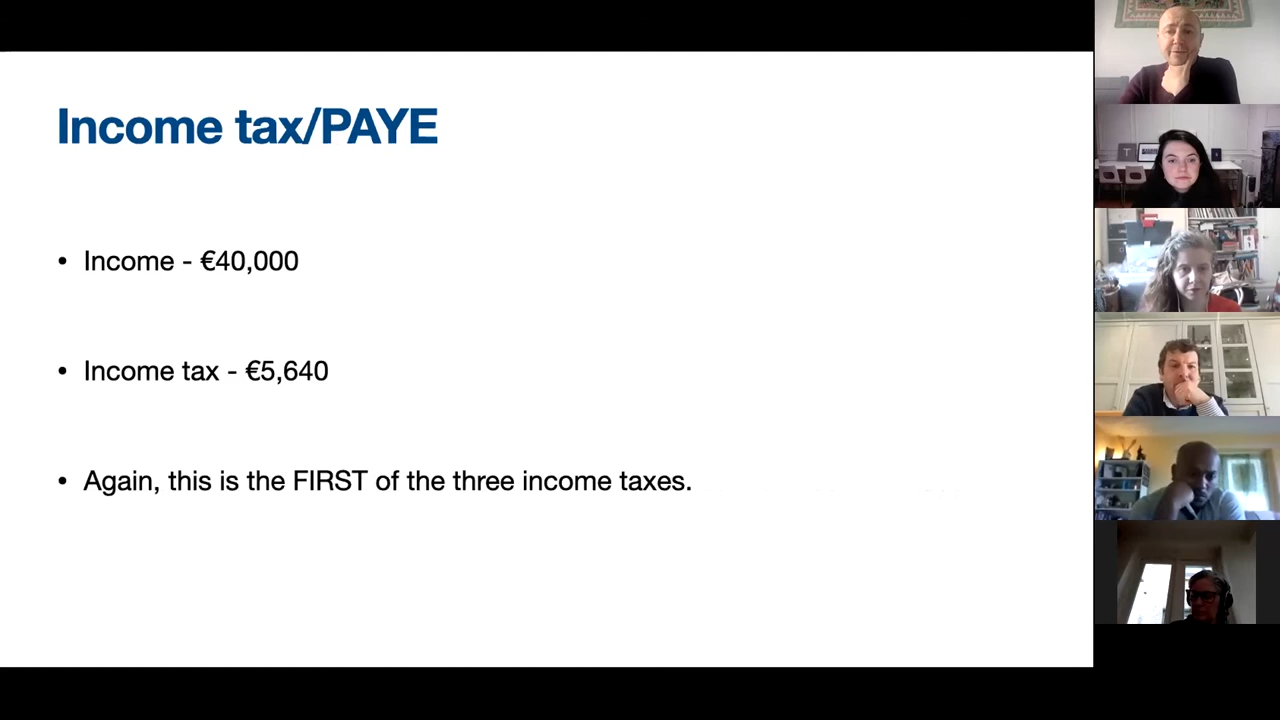 Income tax/PAYE
• Income - €40,000
• Income tax - €5,640
• Again, this is the FIRST of the three income taxes.